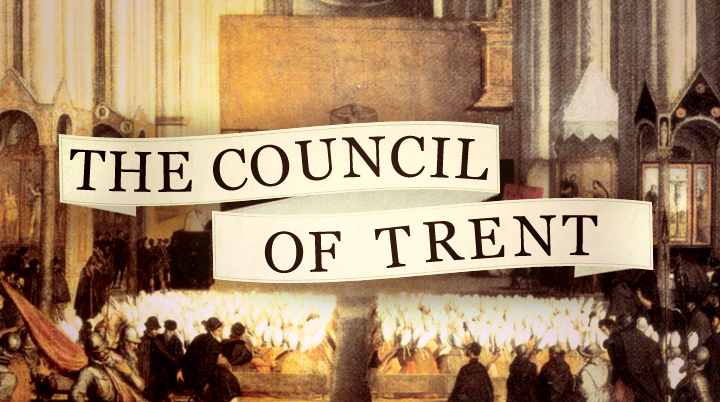 THE COUNCIL
OF TRENT